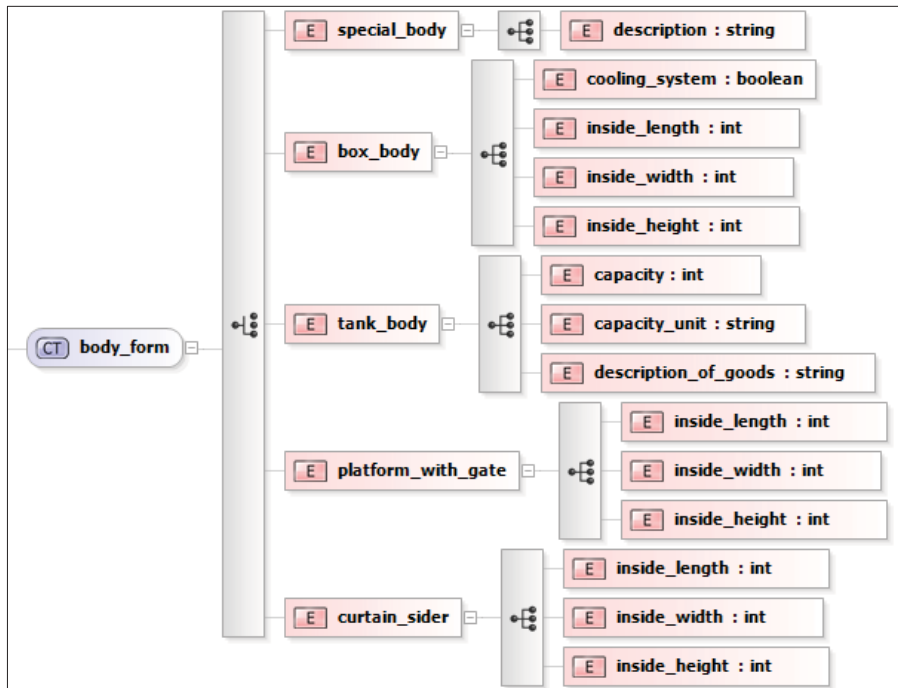 E special_body
E description : string
E cooling_system : boolean
E inside_length : int
E box_body
E inside_width : int
E inside_height : int
E capacity : int
E tank_body
E capacity_unit : string
CT body_form
E description_of_goods : string
E inside_length : int
E platform_with_gate
E inside_width : int
E inside_height : int
E inside_length : int
E curtain_sider
E inside_width : int
E inside_height : int